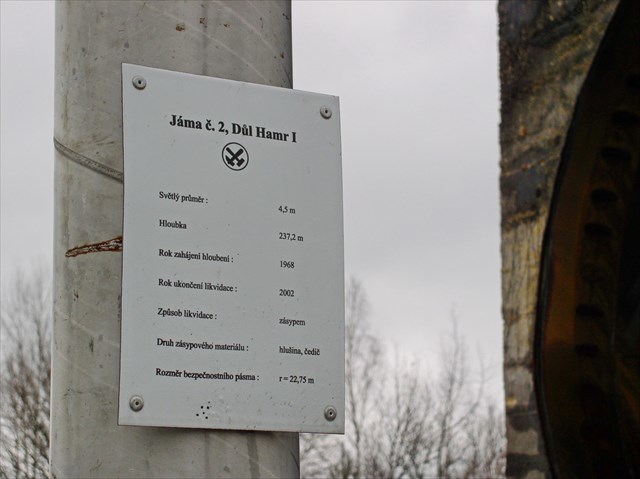 Jáma č. 2, Důl Hamr I
Světlý průměr : 4,5 m
Hloubka 237,2 m
Rok zahájení hloubení : 1968
Rok ukončení likvidace : 2002
Způsob likvidace : zásypem
Druh zásypového materiálu : hlušina, čedič
Rozměr bezpečnostního pásma : r = 22,75 m